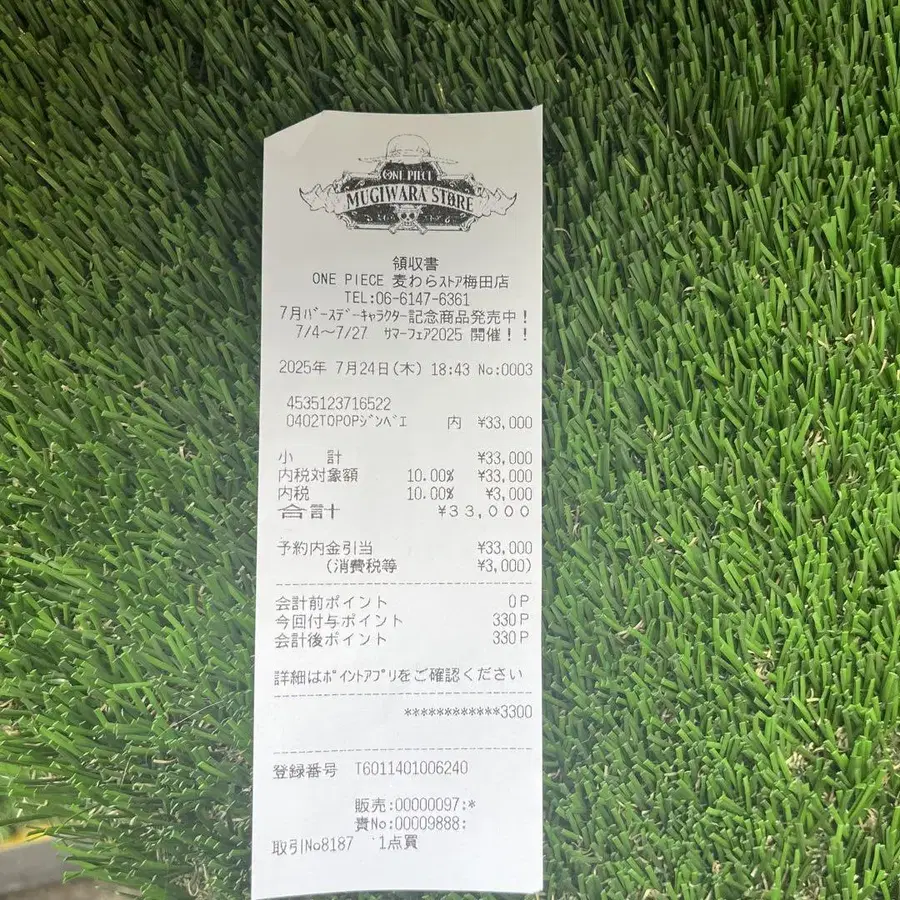 ONE PIECE
MUGIWARA STORE
領収書
ONE PIECE 麦わらｽﾄｱ梅田店
TEL:06-6147-6361
7月ﾊﾞｰｽﾃﾞｰｷｬﾗｸﾀｰ記念商品発売中！
7/4～7/27 ｻﾏｰﾌｪｱ2025 開催！！
2025年 7月24日(木) 18:43 No:0003
4535123716522
0402TOPOPｼﾞﾝﾍﾞｴ 内 ¥33,000
小 計 ¥33,000
内税対象額 10.00% ¥33,000
内税 10.00% ¥3,000
合計 ¥33,000
予約内金引当 ¥33,000
(消費税等 ¥3,000)
会計前ポイント 0P
今回付与ポイント 330P
会計後ポイント 330P
詳細はﾎﾟｲﾝﾄｱﾌﾟﾘをご確認ください
************3300
登録番号 T6011401006240
販売:00000097:*
責No:00009888:
取引No8187 1点買